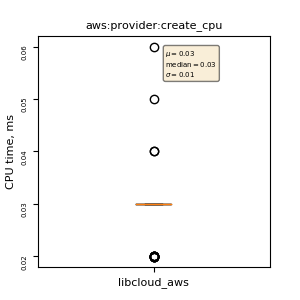 aws:provider:create_cpu
0.06
μ = 0.03
median = 0.03
σ = 0.01
0.05
0.04
0.03
0.02
CPU time, ms
libcloud_aws